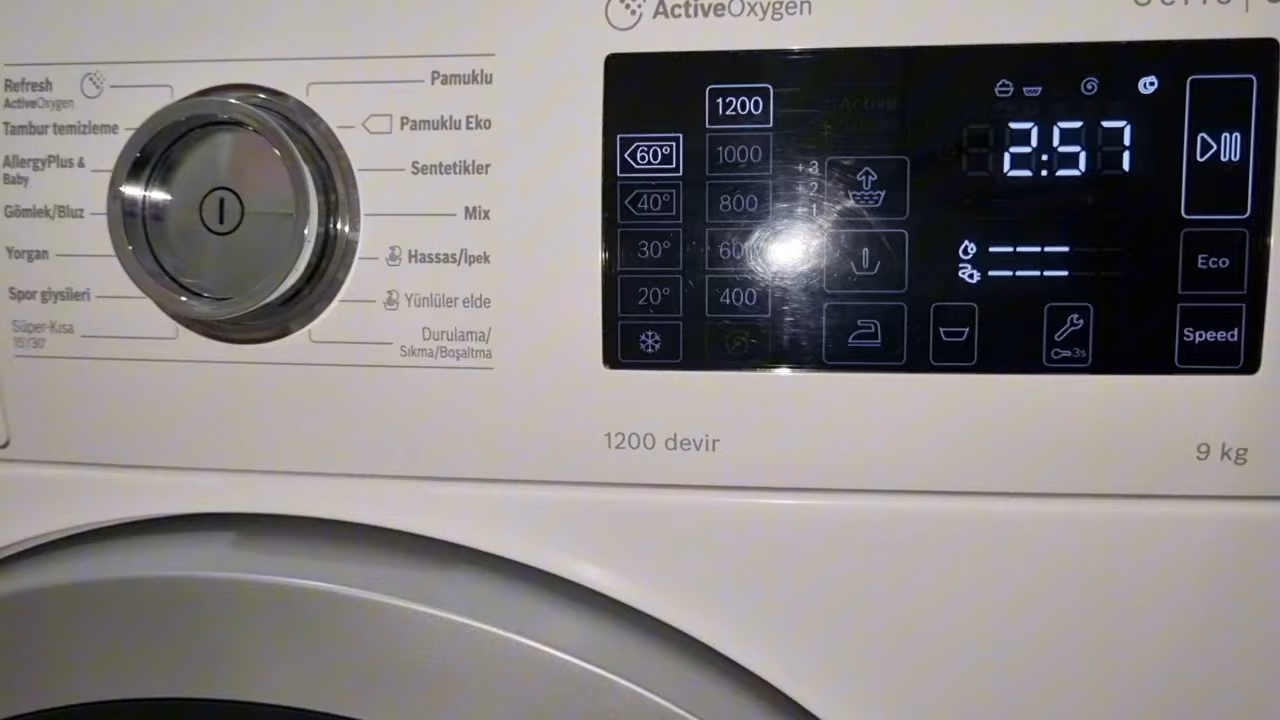 ActiveOxygen
Refresh
ActiveOxygen
Tambur temizleme
AllergyPlus &
Baby
Gömlek/Bluz
Yorgan
Spor giysileri
Süper-Kısa
15'/30'
Pamuklu
Pamuklu Eko
Sentetikler
Mix
Hassas/İpek
Yünlüler elde
Durulama/
Sıkma/Boşaltma
60°
40°
30°
20°
1200
1000
800
600
400
Active
+3
+2
+1
2:57
3s
Eco
Speed
1200 devir
9 kg